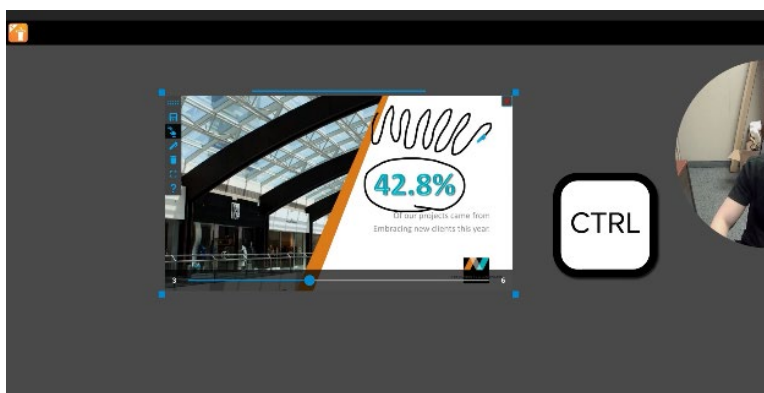 42.8%
Of our projects came from
Embracing new clients this year.
CTRL
?
3
6